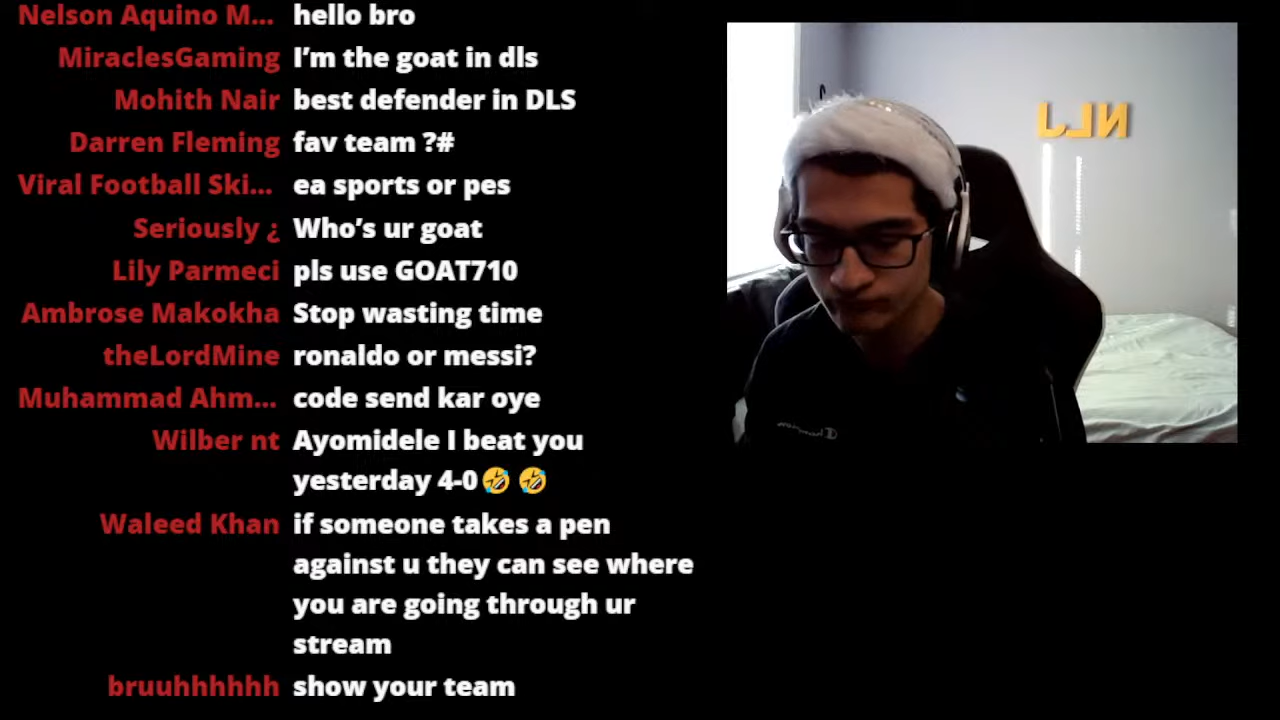 Nelson Aquino M... hello bro
MiraclesGaming I’m the goat in dls
Mohith Nair best defender in DLS
Darren Fleming fav team ?#
Viral Football Ski... ea sports or pes
Seriously ¿ Who’s ur goat
Lily Parmeci pls use GOAT710
Ambrose Makokha Stop wasting time
theLordMine ronaldo or messi?
Muhammad Ahm... code send kar oye
Wilber nt Ayomidele I beat you
yesterday 4-0🤣🤣
Waleed Khan if someone takes a pen
against u they can see where
you are going through ur
stream
bruuhhhhhh show your team
NLJ
Champion